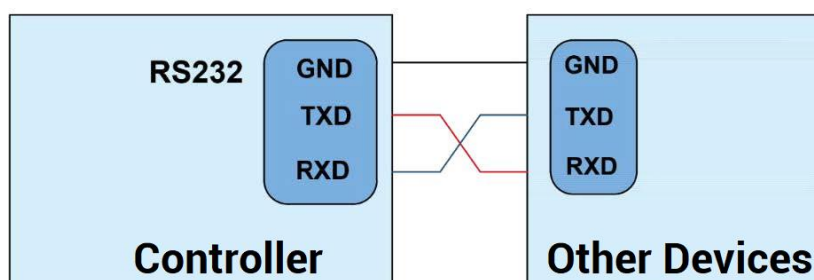 RS232
GND
TXD
RXD
GND
TXD
RXD
Controller
Other Devices